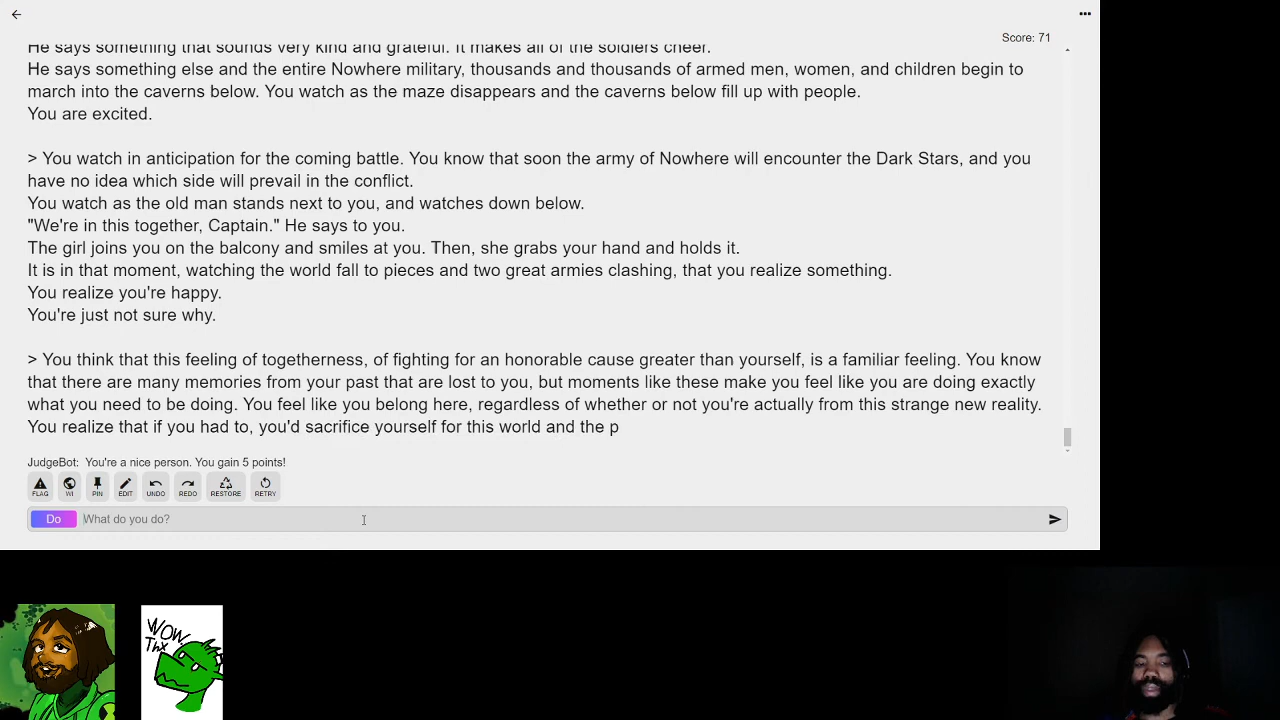 Score: 71
He says something that sounds very kind and grateful. It makes all of the soldiers cheer.
He says something else and the entire Nowhere military, thousands and thousands of armed men, women, and children begin to
march into the caverns below. You watch as the maze disappears and the caverns below fill up with people.
You are excited.
> You watch in anticipation for the coming battle. You know that soon the army of Nowhere will encounter the Dark Stars, and you
have no idea which side will prevail in the conflict.
You watch as the old man stands next to you, and watches down below.
"We're in this together, Captain." He says to you.
The girl joins you on the balcony and smiles at you. Then, she grabs your hand and holds it.
It is in that moment, watching the world fall to pieces and two great armies clashing, that you realize something.
You realize you're happy.
You're just not sure why.
> You think that this feeling of togetherness, of fighting for an honorable cause greater than yourself, is a familiar feeling. You know
that there are many memories from your past that are lost to you, but moments like these make you feel like you are doing exactly
what you need to be doing. You feel like you belong here, regardless of whether or not you're actually from this strange new reality.
You realize that if you had to, you'd sacrifice yourself for this world and the p
JudgeBot: You're a nice person. You gain 5 points!
FLAG WI PIN EDIT UNDO REDO RESTORE RETRY
Do What do you do?
WOW
Thx